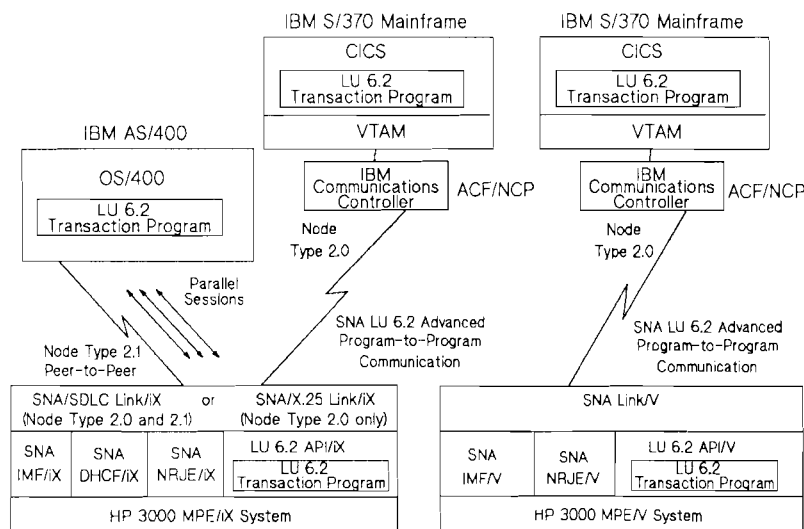 IBM S/370 Mainframe
CICS
LU 6.2
Transaction Program
VTAM
IBM
Communications
Controller
ACF/NCP
IBM S/370 Mainframe
CICS
LU 6.2
Transaction Program
VTAM
IBM
Communications
Controller
ACF/NCP
IBM AS/400
OS/400
LU 6.2
Transaction Program
Node
Type 2.0
Node
Type 2.0
Parallel
Sessions
Node Type 2.1
Peer-to-Peer
SNA LU 6.2 Advanced
Program-to-Program
Communication
SNA LU 6.2 Advanced
Program-to-Program
Communication
SNA/SDLC Link/iX
(Node Type 2.0 and 2.1)
or
SNA/X.25 Link/iX
(Node Type 2.0 only)
SNA
IMF/iX
SNA
DHCF/iX
SNA
NRJE/iX
LU 6.2 API/iX
LU 6.2
Transaction Program
HP 3000 MPE/iX System
SNA Link/V
SNA
IMF/V
SNA
NRJE/V
LU 6.2 API/V
LU 6.2
Transaction Program
HP 3000 MPE/V System